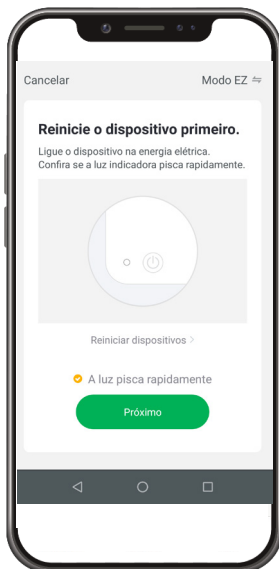 Cancelar
Modo EZ
Reinicie o dispositivo primeiro.
Ligue o dispositivo na energia elétrica.
Confira se a luz indicadora pisca rapidamente.
Reiniciar dispositivos
A luz pisca rapidamente
Próximo